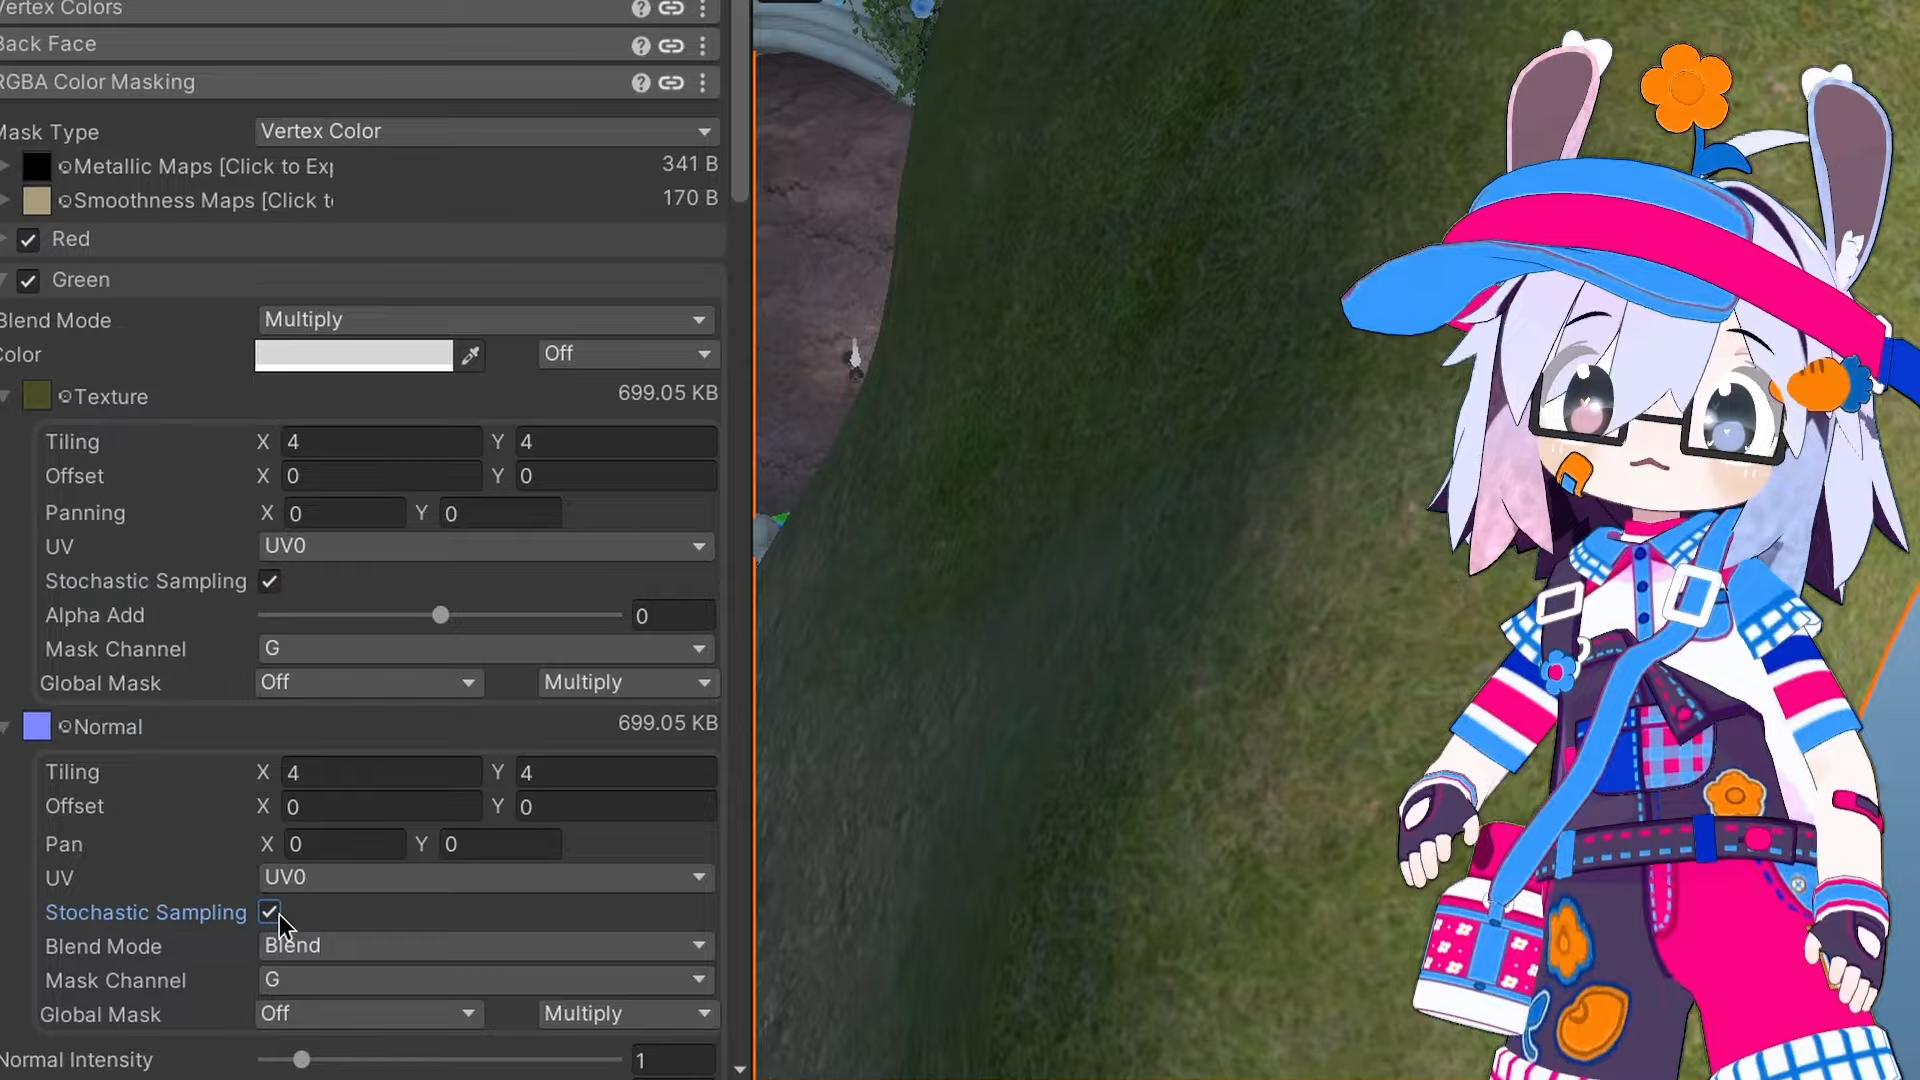 Vertex Colors
Back Face
RGBA Color Masking
Mask Type Vertex Color
Metallic Maps [Click to Exp 341 B
Smoothness Maps [Click t 170 B
Red
Green
Blend Mode Multiply
Color Off
Texture 699.05 KB
Tiling X 4 Y 4
Offset X 0 Y 0
Panning X 0 Y 0
UV UV0
Stochastic Sampling
Alpha Add 0
Mask Channel G
Global Mask Off Multiply
Normal 699.05 KB
Tiling X 4 Y 4
Offset X 0 Y 0
Pan X 0 Y 0
UV UV0
Stochastic Sampling
Blend Mode Blend
Mask Channel G
Global Mask Off Multiply
Normal Intensity 1